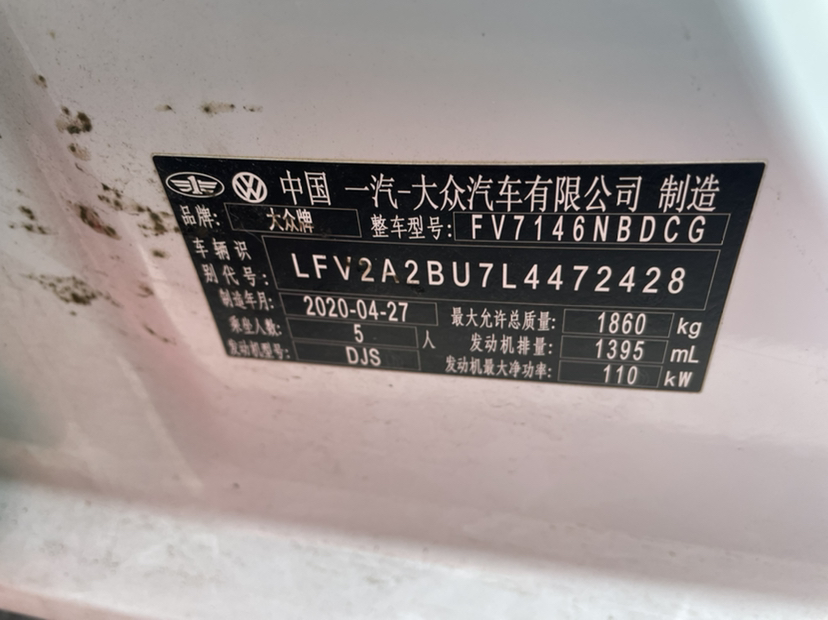 中国 一汽-大众汽车有限公司 制造
品牌: 大众牌 整车型号: FV7146NBDCG
车辆识别代号: LFV2A2BU7L4472428
制造年月: 2020-04-27 最大允许总质量: 1860 kg
乘坐人数: 5 人 发动机排量: 1395 mL
发动机型号: DJS 发动机最大净功率: 110 kW